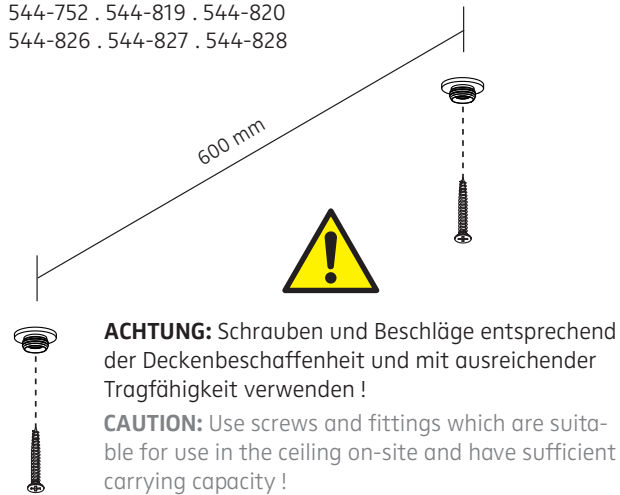 544-752 . 544-819 . 544-820
544-826 . 544-827 . 544-828
600 mm
ACHTUNG: Schrauben und Beschläge entsprechend
der Deckenbeschaffenheit und mit ausreichender
Tragfähigkeit verwenden !
CAUTION: Use screws and fittings which are suita-
ble for use in the ceiling on-site and have sufficient
carrying capacity !